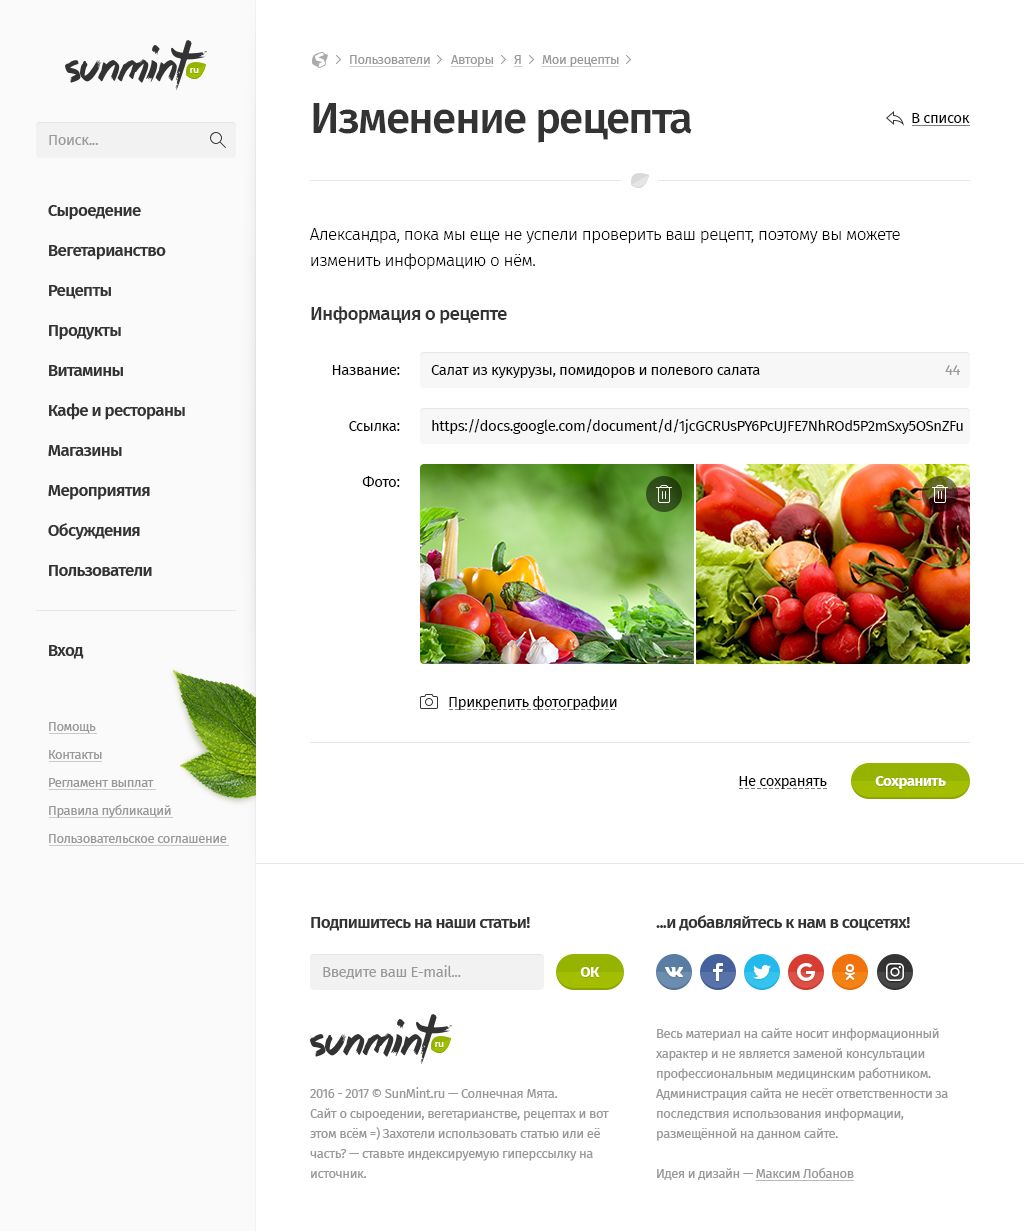 sunmint ru
Поиск...
Сыроедение
Вегетарианство
Рецепты
Продукты
Витамины
Кафе и рестораны
Магазины
Мероприятия
Обсуждения
Пользователи
Вход
Помощь
Контакты
Регламент выплат
Правила публикаций
Пользовательское соглашение
Пользователи
Авторы
Я
Мои рецепты
Изменение рецепта
В список
Александра, пока мы еще не успели проверить ваш рецепт, поэтому вы можете
изменить информацию о нём.
Информация о рецепте
Название: Салат из кукурузы, помидоров и полевого салата 44
Ссылка: https://docs.google.com/document/d/1jcGCRUsPY6PcUJFE7NhROd5P2mSxy5OSnZFu
Фото:
Прикрепить фотографии
Не сохранять
Сохранить
Подпишитесь на наши статьи!
Введите ваш E-mail...
ОК
sunmint ru
2016 - 2017 © SunMint.ru — Солнечная Мята.
Сайт о сыроедении, вегетарианстве, рецептах и вот
этом всём =) Захотели использовать статью или её
часть? — ставьте индексируемую гиперссылку на
источник.
...и добавляйтесь к нам в соцсетях!
Весь материал на сайте носит информационный
характер и не является заменой консультации
профессиональным медицинским работником.
Администрация сайта не несёт ответственности за
последствия использования информации,
размещённой на данном сайте.
Идея и дизайн — Максим Лобанов